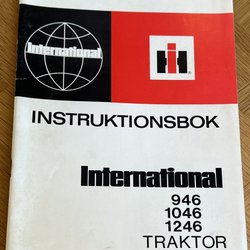 International
IH
INSTRUKTIONSBOK
International
946
1046
1246
TRAKTOR